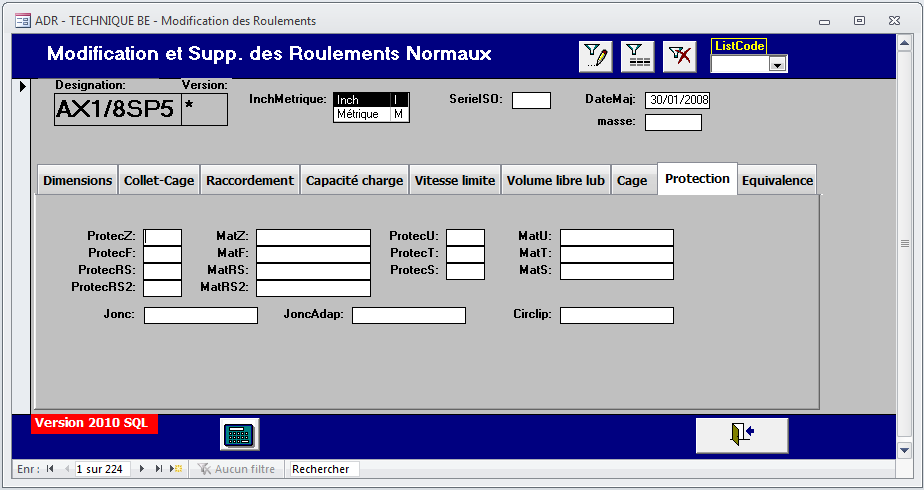 ADR - TECHNIQUE BE - Modification des Roulements
Modification et Supp. des Roulements Normaux
ListCode
Designation: Version:
AX1/8SP5 *
InchMetrique: Inch I
Métrique M
SerieISO:
DateMaj: 30/01/2008
masse:
Dimensions Collet-Cage Raccordement Capacité charge Vitesse limite Volume libre lub Cage Protection Equivalence
ProtecZ: MatZ: ProtecU: MatU:
ProtecF: MatF: ProtecT: MatT:
ProtecRS: MatRS: ProtecS: MatS:
ProtecRS2: MatRS2:
Jonc: JoncAdap: Circlip:
Version 2010 SQL
Enr : 1 sur 224 Aucun filtre Rechercher